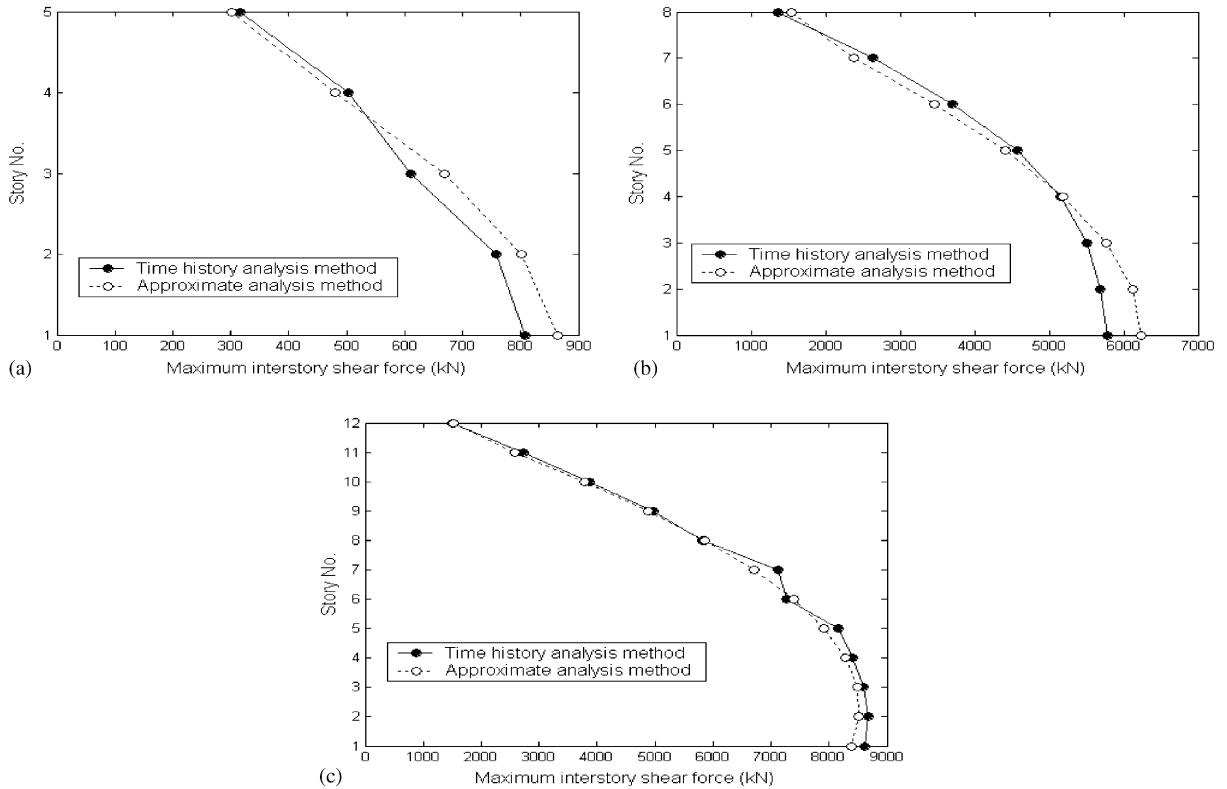 5
4
3
2
1
Story No.
Time history analysis method
Approximate analysis method
0 100 200 300 400 500 600 700 800 900
(a)
Maximum interstory shear force (kN)
8
7
6
5
4
3
2
1
Story No.
Time history analysis method
Approximate analysis method
0 1000 2000 3000 4000 5000 6000 7000
(b)
Maximum interstory shear force (kN)
12
11
10
9
8
7
6
5
4
3
2
1
Story No.
Time history analysis method
Approximate analysis method
0 1000 2000 3000 4000 5000 6000 7000 8000 9000
(c)
Maximum interstory shear force (kN)